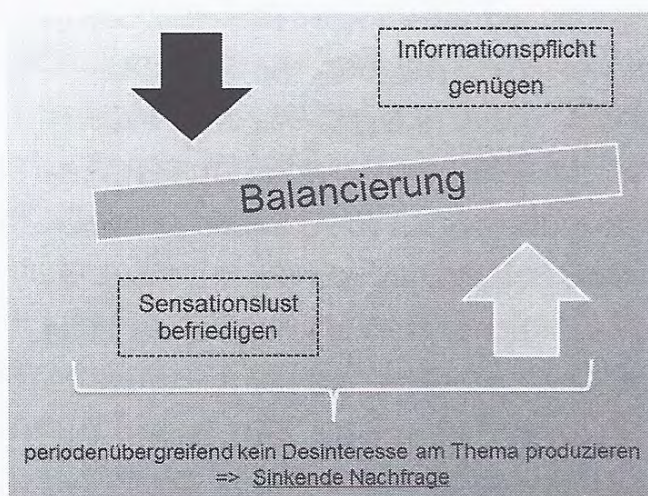 Informationspflicht
genügen
Balancierung
Sensationslust
befriedigen
periodenübergreifend kein Desinteresse am Thema produzieren
=> Sinkende Nachfrage